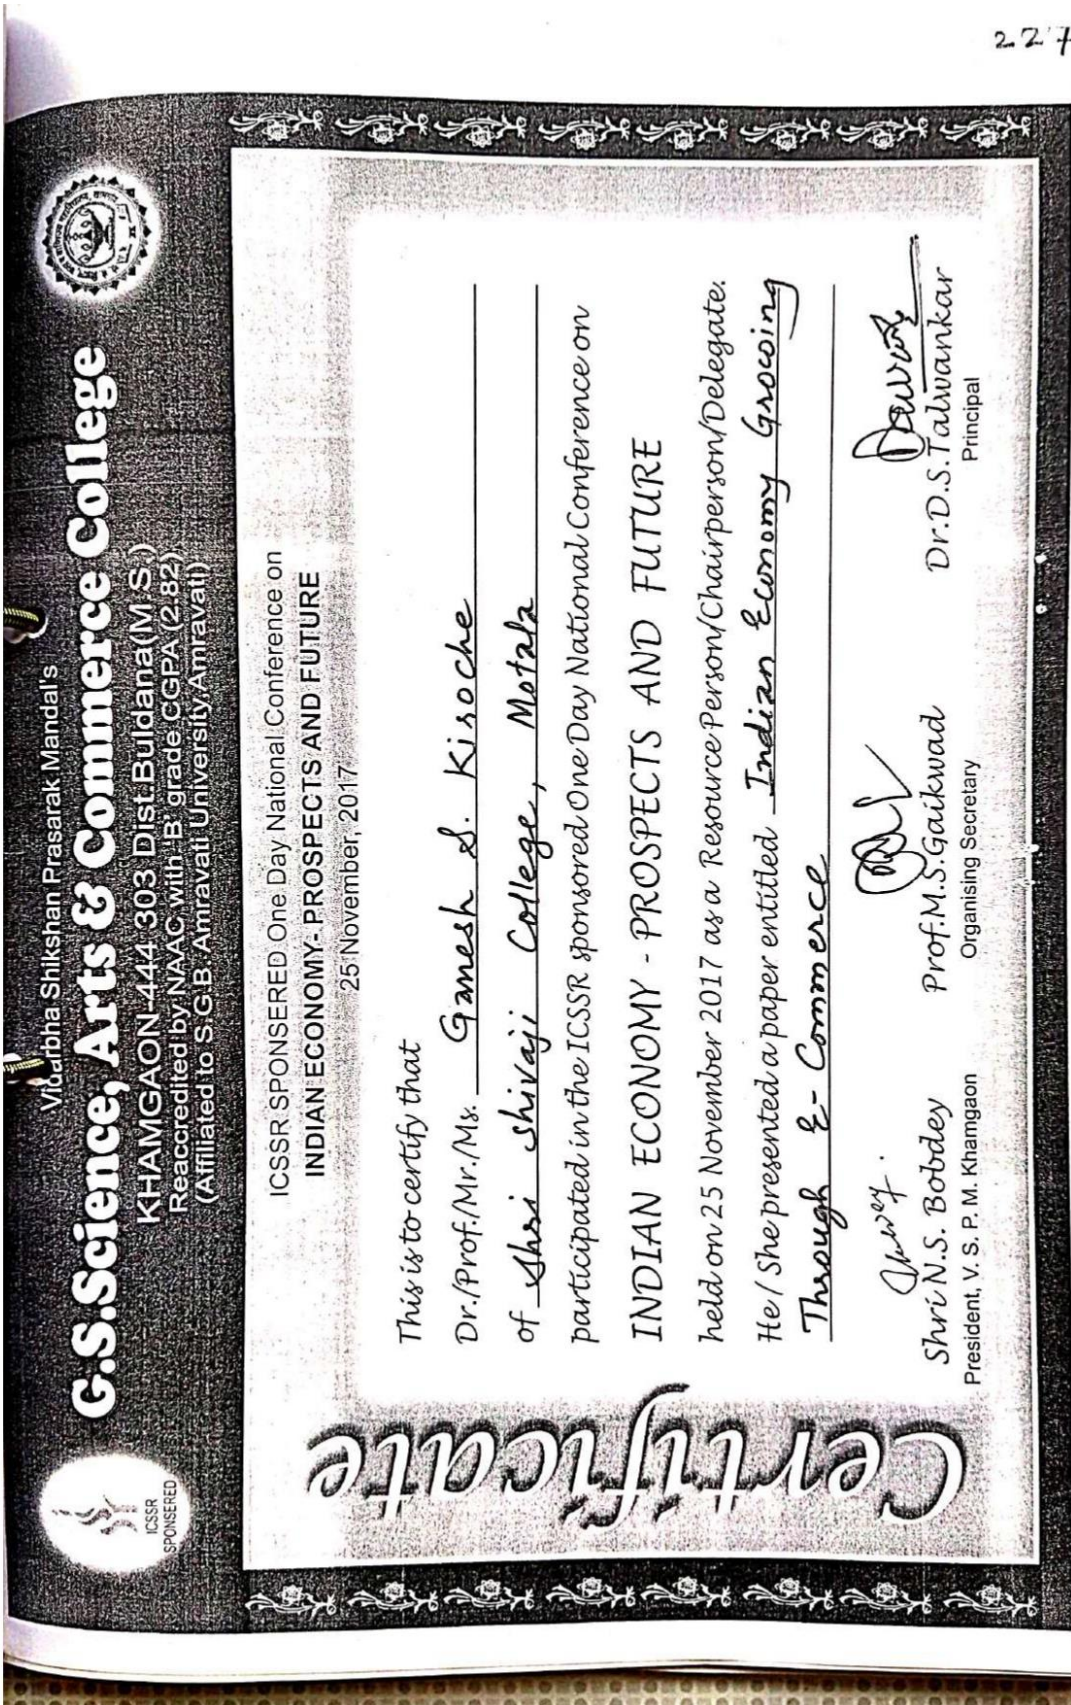 227
Vidarbha Shikshan Prasarak Mandal's
G.S.Science, Arts & Commerce College
KHAMGAON-444 303 Dist.Buldana(M S )
Reaccredited by NAAC with 'B' grade CGPA (2.82)
(Affiliated to S.G.B. Amravati University,Amravati)
ICSSR
SPONSERED
ICSSR SPONSERED One Day National Conference on
INDIAN ECONOMY- PROSPECTS AND FUTURE
25 November, 2017
Certificate
This is to certify that
Dr./Prof./Mr./Ms. Ganesh S. Kiroche
of Shri Shivaji College, Motala
participated in the ICSSR sponsored One Day National Conference on
INDIAN ECONOMY - PROSPECTS AND FUTURE
held on 25 November 2017 as a Resource Person/Chairperson/Delegate.
He / She presented a paper entitled Indian Economy Growing
Through E-Commerce
Shri N.S. Bobdey
President, V. S. P. M. Khamgaon
Prof.M.S.Gaikwad
Organising Secretary
Dr.D.S.Talwankar
Principal